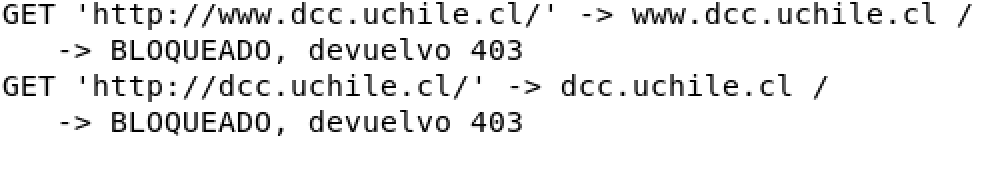 GET 'http://www.dcc.uchile.cl/' -> www.dcc.uchile.cl /
   -> BLOQUEADO, devuelvo 403
GET 'http://dcc.uchile.cl/' -> dcc.uchile.cl /
   -> BLOQUEADO, devuelvo 403